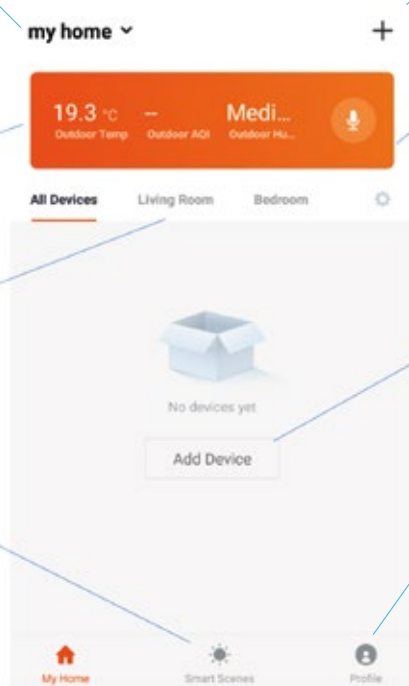 my home
19.3 °C -- Medi...
Outdoor Temp Outdoor AQI Outdoor Hu...
All Devices Living Room Bedroom
No devices yet
Add Device
My Home Smart Scenes Profile